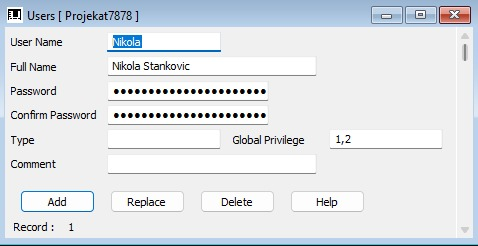 Users [ Projekat7878 ]
User Name Nikola
Full Name Nikola Stankovic
Password ●●●●●●●●●●●●●●●●●●●●●●
Confirm Password ●●●●●●●●●●●●●●●●●●●●●●
Type Global Privilege 1,2
Comment
Add Replace Delete Help
Record : 1